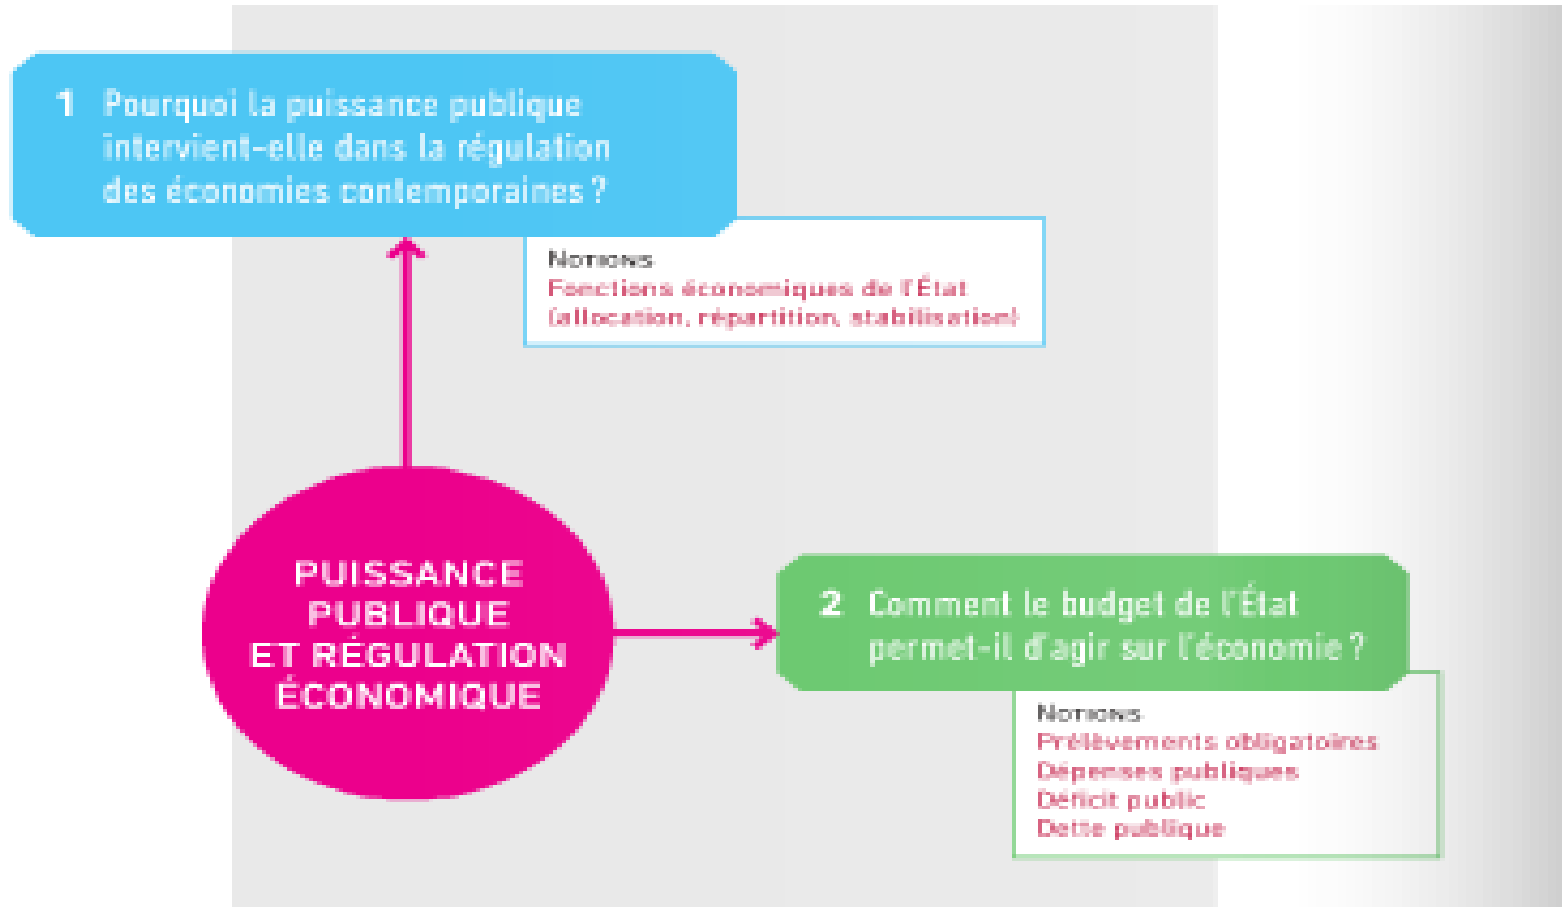 1 Pourquoi la puissance publique
intervient-elle dans la régulation
des économies contemporaines ?
NOTIONS
Fonctions économiques de l'État
(allocation, répartition, stabilisation)
PUISSANCE
PUBLIQUE
ET RÉGULATION
ÉCONOMIQUE
2 Comment le budget de l'État
permet-il d'agir sur l'économie ?
NOTIONS
Prélèvements obligatoires
Dépenses publiques
Déficit public
Dette publique